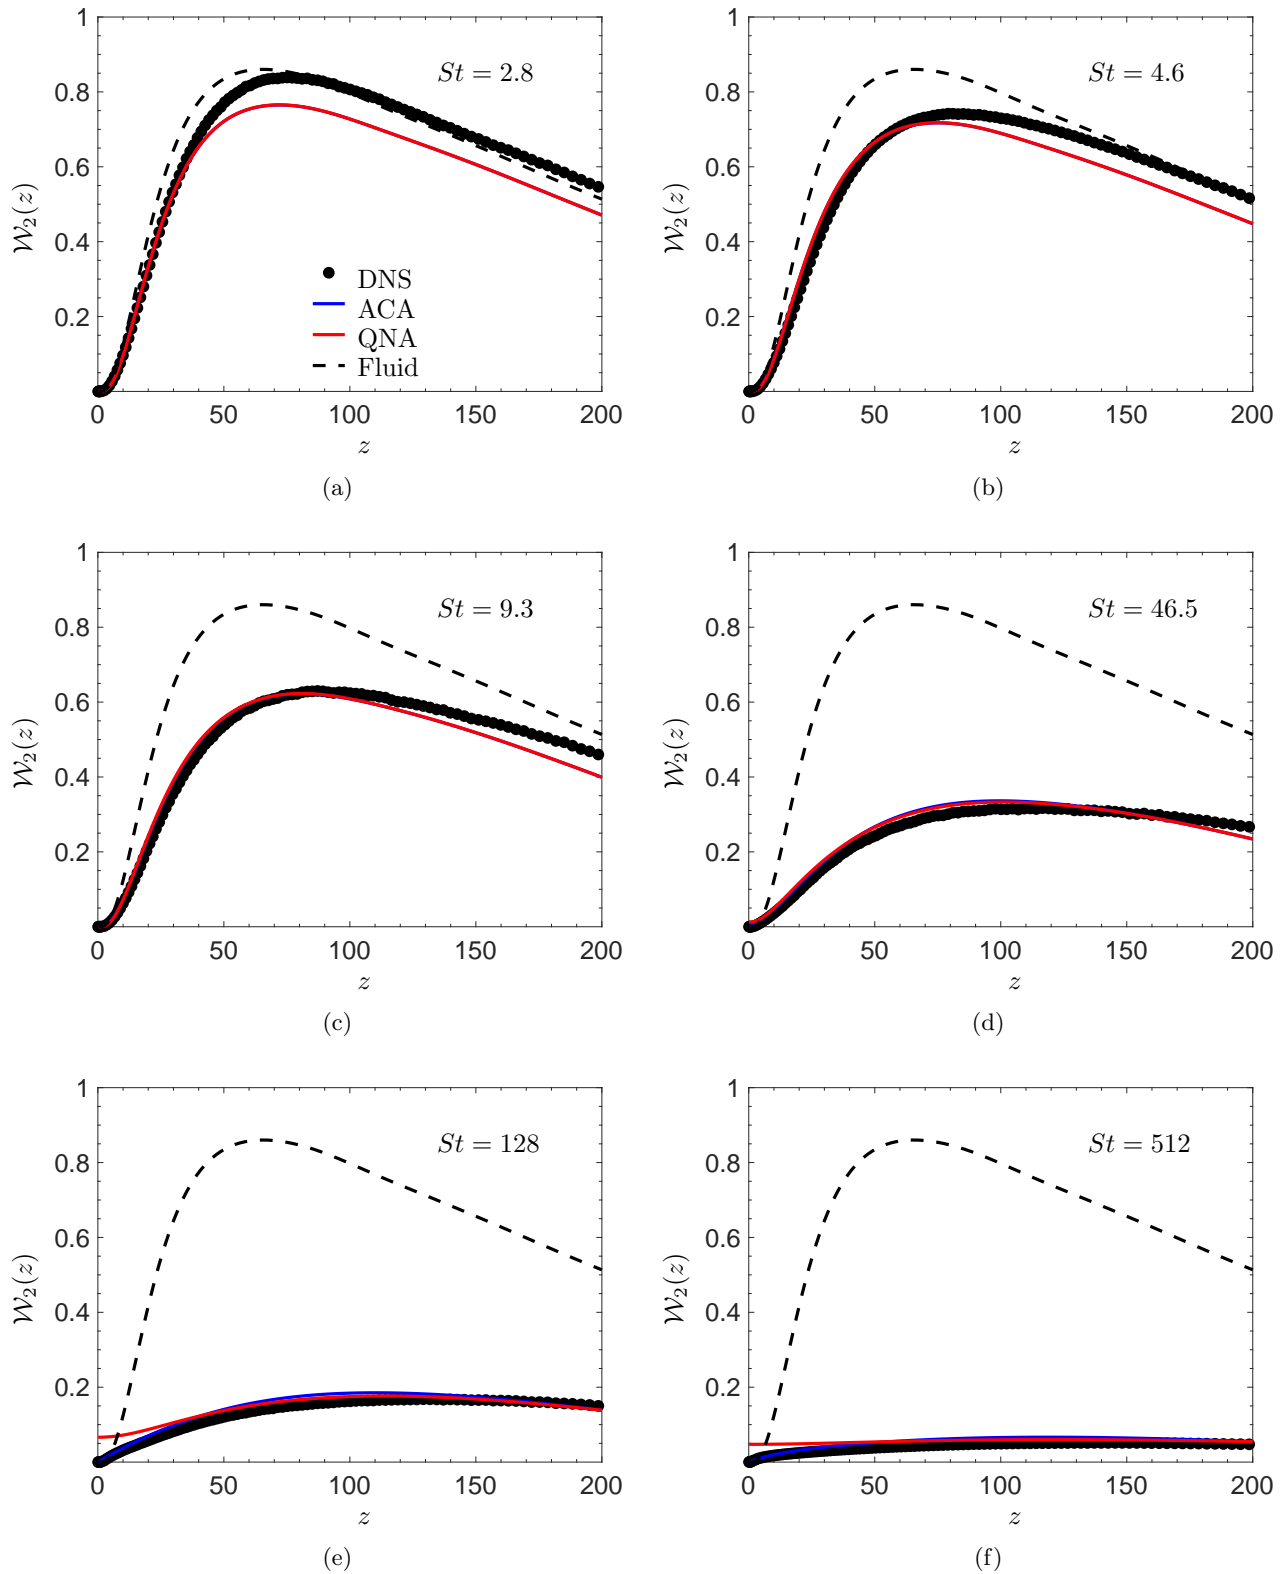 1
0.8
0.6
0.4
0.2
0 50 100 150 200
𝒲₂(z)
z
St = 2.8
DNS
ACA
QNA
Fluid
(a)
1
0.8
0.6
0.4
0.2
0 50 100 150 200
𝒲₂(z)
z
St = 4.6
(b)
1
0.8
0.6
0.4
0.2
0 50 100 150 200
𝒲₂(z)
z
St = 9.3
(c)
1
0.8
0.6
0.4
0.2
0 50 100 150 200
𝒲₂(z)
z
St = 46.5
(d)
1
0.8
0.6
0.4
0.2
0 50 100 150 200
𝒲₂(z)
z
St = 128
(e)
1
0.8
0.6
0.4
0.2
0 50 100 150 200
𝒲₂(z)
z
St = 512
(f)